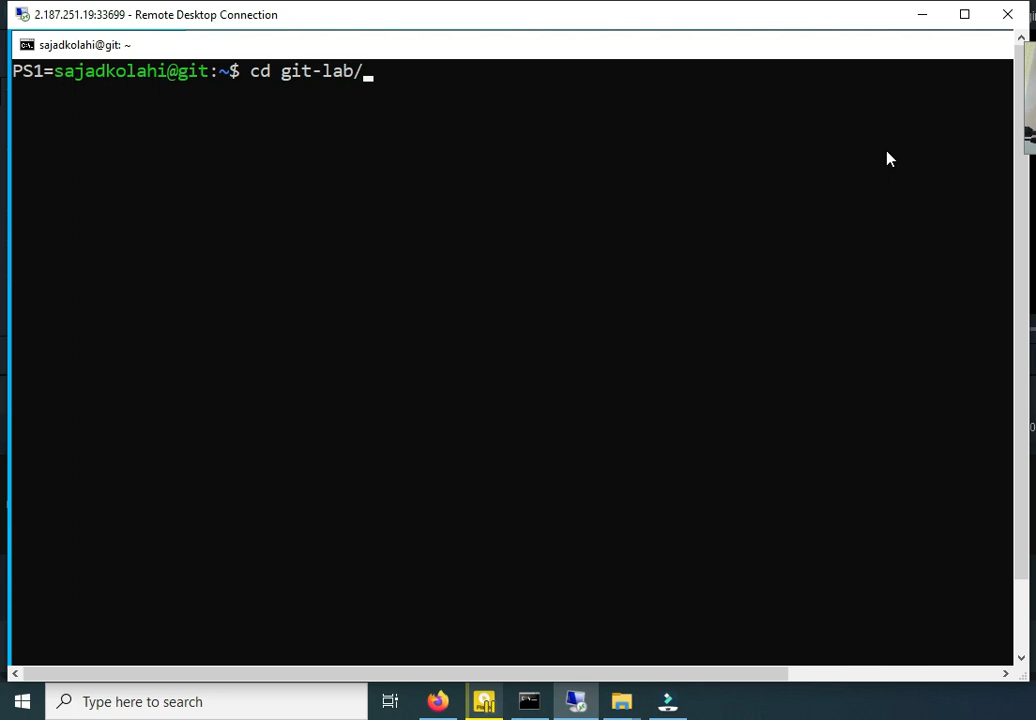 2.187.251.19:33699 - Remote Desktop Connection
sajadkolahi@git: ~
PS1=sajadkolahi@git:~$ cd git-lab/
Type here to search